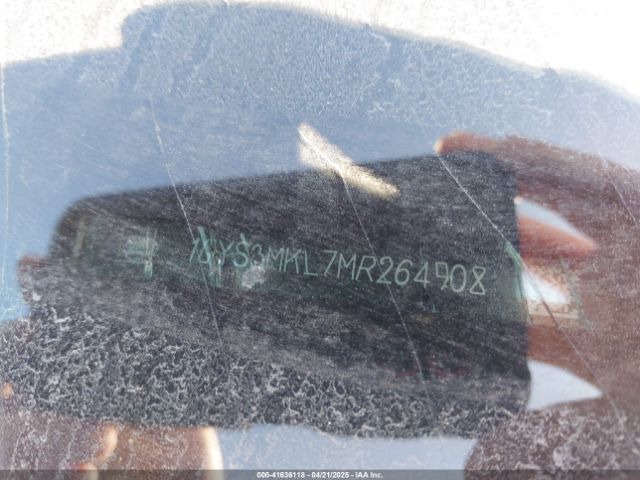 1GYS3MKL7MR264908
000-41636118 - 04/21/2025 - IAA Inc.